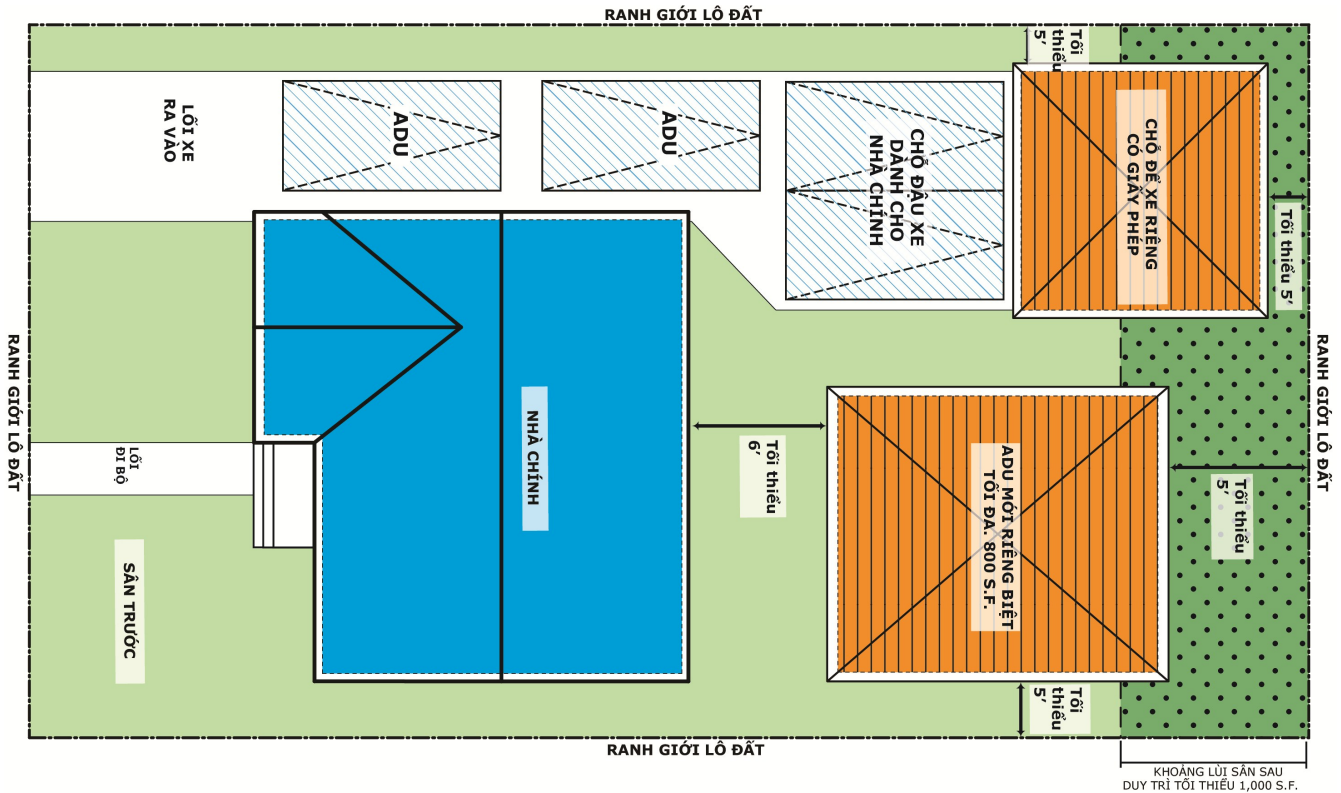 RANH GIỚI LÔ ĐẤT
Tối
thiểu
5’
LỐI XE
RA VÀO
ADU
ADU
CHỖ ĐẬU XE
DÀNH CHO
NHÀ CHÍNH
CHỖ ĐỂ XE RIÊNG
CÓ GIẤY PHÉP
Tối thiểu 5’
RANH GIỚI LÔ ĐẤT
RANH GIỚI LÔ ĐẤT
LỐI
ĐI BỘ
NHÀ CHÍNH
Tối thiểu
6’
ADU MỚI RIÊNG BIỆT
TỐI ĐA. 800 S.F.
Tối thiểu
5’
SÂN TRƯỚC
Tối
thiểu
5’
RANH GIỚI LÔ ĐẤT
KHOẢNG LÙI SÂN SAU
DUY TRÌ TỐI THIỂU 1,000 S.F.